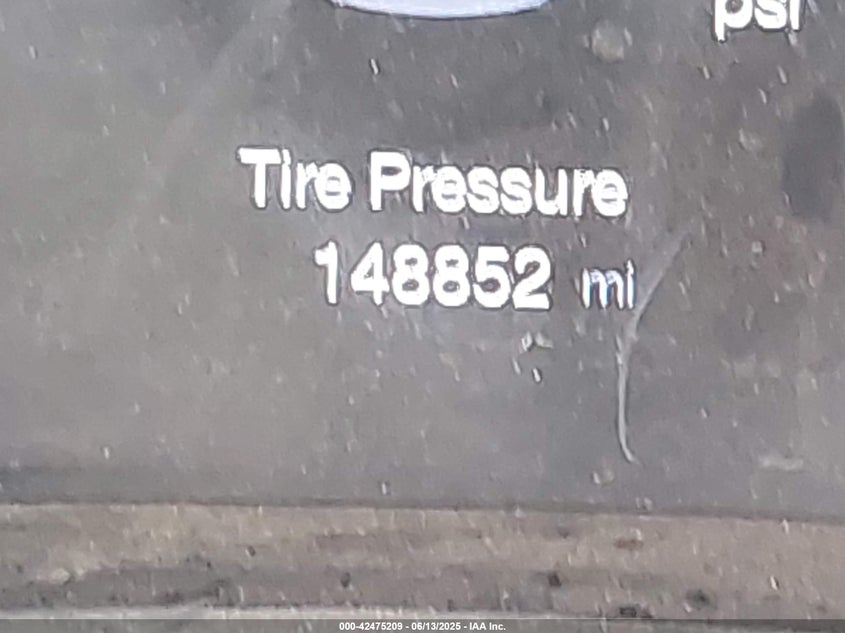 psi
Tire Pressure
148852 mi
000-42475209 - 06/13/2025 - IAA Inc.